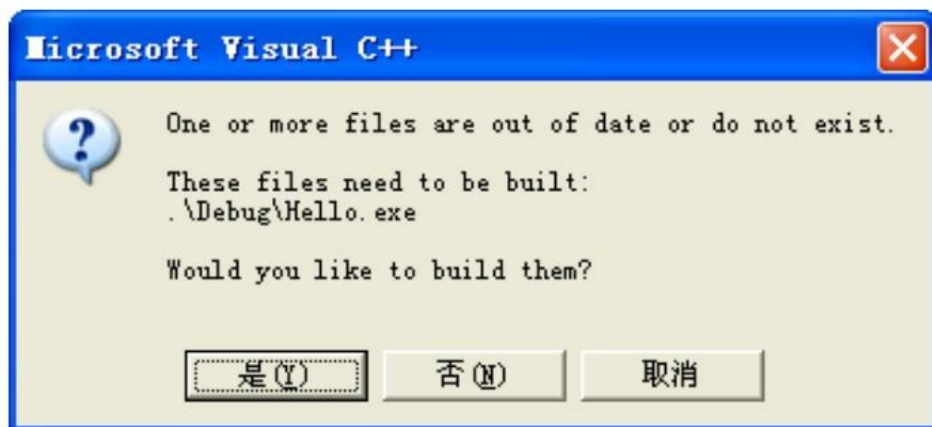 Microsoft Visual C++
One or more files are out of date or do not exist.
These files need to be built:
.\Debug\Hello.exe
Would you like to build them?
是(Y) 否(N) 取消